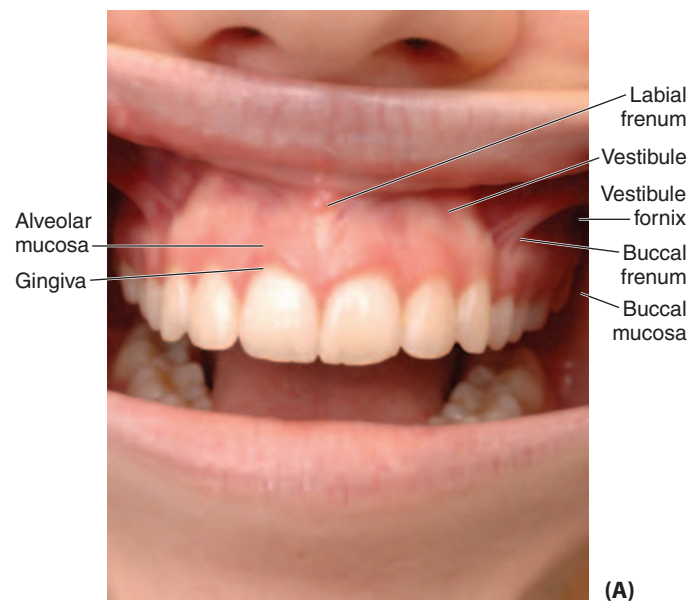 Labial
frenum
Vestibule
Vestibule
fornix
Buccal
frenum
Buccal
mucosa
Alveolar
mucosa
Gingiva
(A)